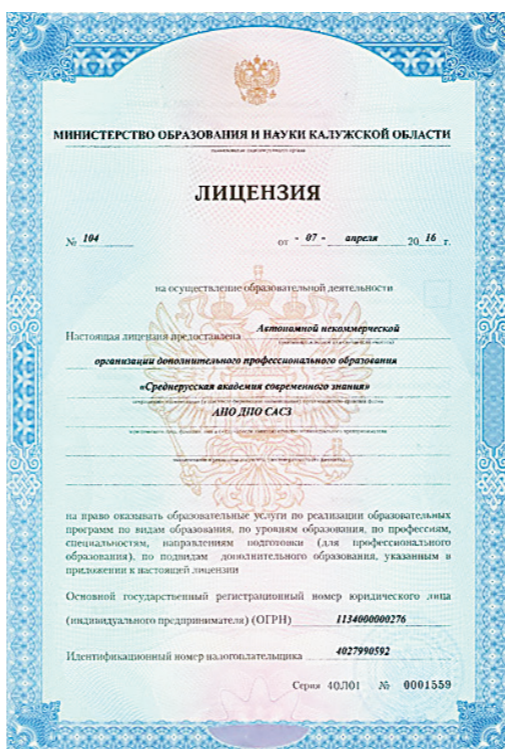 МИНИСТЕРСТВО ОБРАЗОВАНИЯ И НАУКИ КАЛУЖСКОЙ ОБЛАСТИ
наименование лицензирующего органа
ЛИЦЕНЗИЯ
№ 104 от - 07 - апреля 20 16 г.
на осуществление образовательной деятельности
Настоящая лицензия предоставлена Автономной некоммерческой
организации дополнительного профессионального образования
«Среднерусская академия современного знания»
АНО ДПО САСЗ
на право оказывать образовательные услуги по реализации образовательных
программ по видам образования, по уровням образования, по профессиям,
специальностям, направлениям подготовки (для профессионального
образования), по подвидам дополнительного образования, указанным в
приложении к настоящей лицензии
Основной государственный регистрационный номер юридического лица
(индивидуального предпринимателя) (ОГРН) 1134000000276
Идентификационный номер налогоплательщика 4027990592
Серия 40Л01 № 0001559